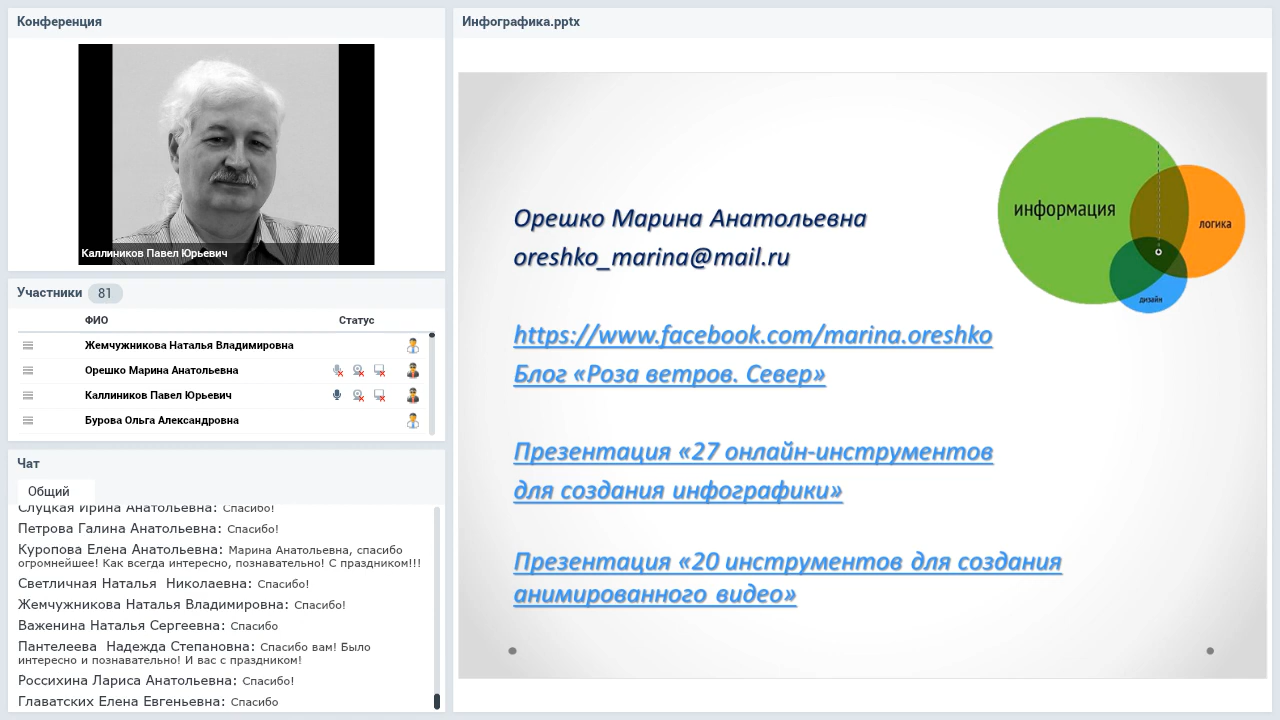 Конференция
Каллиников Павел Юрьевич
Участники 81
ФИО Статус
Жемчужникова Наталья Владимировна
Орешко Марина Анатольевна
Каллиников Павел Юрьевич
Бурова Ольга Александровна
Чат
Общий
Слуцкая Ирина Анатольевна: Спасибо!
Петрова Галина Анатольевна: Спасибо!
Куропова Елена Анатольевна: Марина Анатольевна, спасибо
огромнейшее! Как всегда интересно, познавательно! С праздником!!!
Светличная Наталья Николаевна: Спасибо!
Жемчужникова Наталья Владимировна: Спасибо!
Важенина Наталья Сергеевна: Спасибо
Пантелеева Надежда Степановна: Спасибо вам! Было
интересно и познавательно! И вас с праздником!
Россихина Лариса Анатольевна: Спасибо!
Главатских Елена Евгеньевна: Спасибо
Инфографика.pptx
информация
логика
дизайн
Орешко Марина Анатольевна
oreshko_marina@mail.ru
https://www.facebook.com/marina.oreshko
Блог «Роза ветров. Север»
Презентация «27 онлайн-инструментов
для создания инфографики»
Презентация «20 инструментов для создания
анимированного видео»